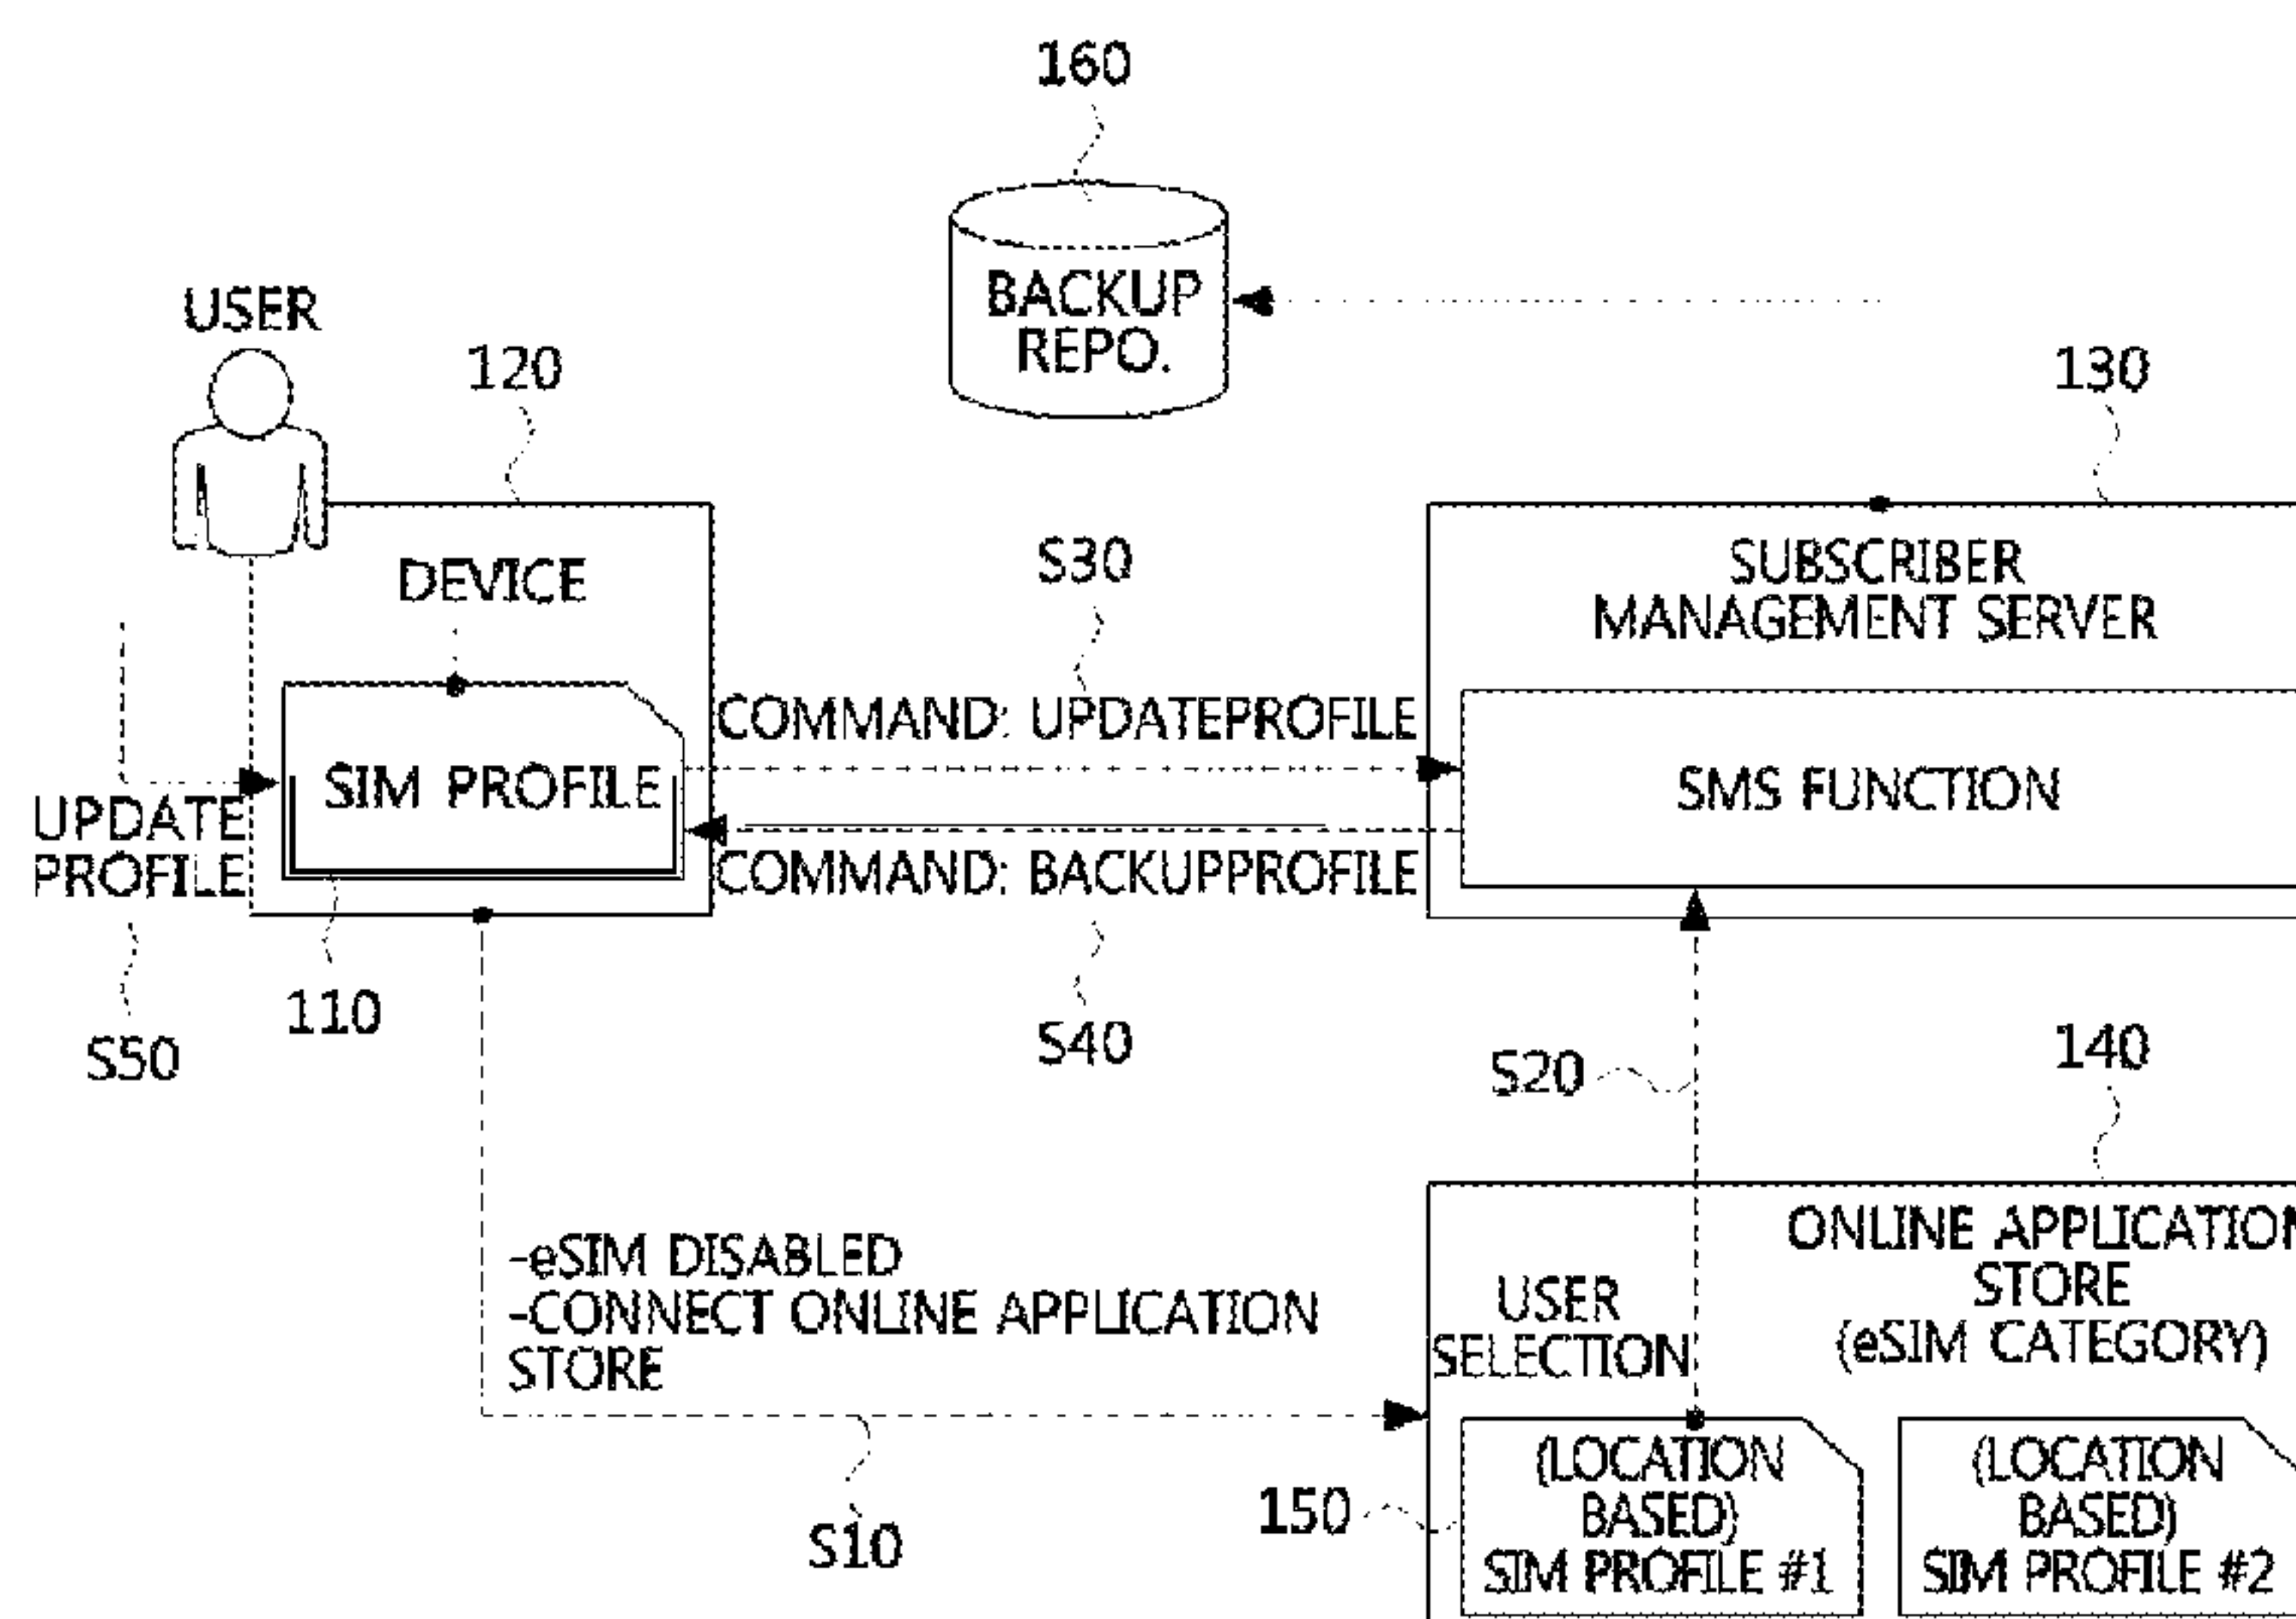 160
BACKUP
REPO.
USER
120
130
DEVICE
S30
SUBSCRIBER
MANAGEMENT SERVER
COMMAND: UPDATEPROFILE
SIM PROFILE
SMS FUNCTION
UPDATE
PROFILE
COMMAND: BACKUPPROFILE
110
S50
S40
S20
140
-eSIM DISABLED
-CONNECT ONLINE APPLICATION
STORE
ONLINE APPLICATION
STORE
(eSIM CATEGORY)
USER
SELECTION
S10
150
(LOCATION
BASED)
SIM PROFILE #1
(LOCATION
BASED)
SIM PROFILE #2